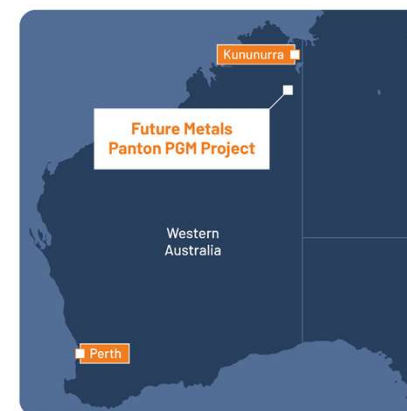 Kununurra
Future Metals
Panton PGM Project
Western
Australia
Perth